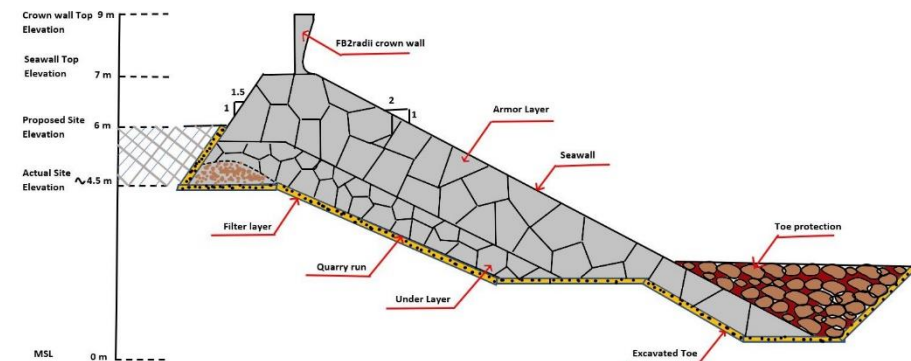 Crown wall Top
Elevation
9 m
FB2radii crown wall
Seawall Top
Elevation
7 m
1.5
1
2
1
Armor Layer
Proposed Site
Elevation
6 m
Seawall
Actual Site
Elevation
~4.5 m
Filter layer
Toe protection
Quarry run
Under Layer
MSL
0 m
Excavated Toe